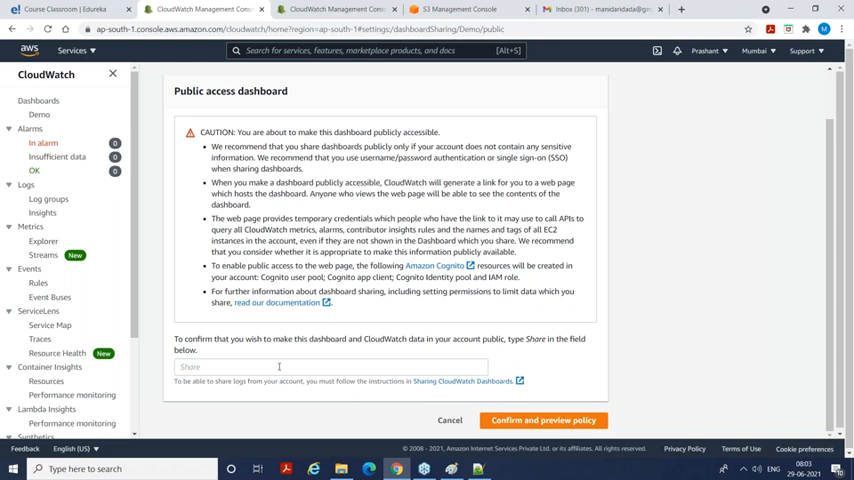 Course Classroom | Edureka
CloudWatch Management Cons
CloudWatch Management Cons
S3 Management Console
Inbox (301) - manidaridada@gm
ap-south-1.console.aws.amazon.com/cloudwatch/home?region=ap-south-1#settings:/dashboardSharing/Demo/public
aws
Services
Search for services, features, marketplace products, and docs
[Alt+S]
Prashant
Mumbai
Support
CloudWatch
Dashboards
Demo
Alarms
In alarm 0
Insufficient data 0
OK 0
Logs
Log groups
Insights
Metrics
Explorer
Streams New
Events
Rules
Event Buses
ServiceLens
Service Map
Traces
Resource Health New
Container Insights
Resources
Performance monitoring
Lambda Insights
Performance monitoring
Synthetics
Public access dashboard
CAUTION: You are about to make this dashboard publicly accessible.
• We recommend that you share dashboards publicly only if your account does not contain any sensitive
information. We recommend that you use username/password authentication or single sign-on (SSO)
when sharing dashboards.
• When you make a dashboard publicly accessible, CloudWatch will generate a link for you to a web page
which hosts the dashboard. Anyone who views the web page will be able to see the contents of the
dashboard.
• The web page provides temporary credentials which people who have the link to it may use to call APIs to
query all CloudWatch metrics, alarms, contributor insights rules and the names and tags of all EC2
instances in the account, even if they are not shown in the Dashboard which you share. We recommend
that you consider whether it is appropriate to make this information publicly available.
• To enable public access to the web page, the following Amazon Cognito resources will be created in
your account: Cognito user pool; Cognito app client; Cognito Identity pool and IAM role.
• For further information about dashboard sharing, including setting permissions to limit data which you
share, read our documentation.
To confirm that you wish to make this dashboard and CloudWatch data in your account public, type Share in the field
below.
Share
To be able to share logs from your account, you must follow the instructions in Sharing CloudWatch Dashboards.
Cancel
Confirm and preview policy
Feedback
English (US)
© 2008 - 2021, Amazon Internet Services Private Ltd. or its affiliates. All rights reserved.
Privacy Policy
Terms of Use
Cookie preferences
Type here to search
ENG
08:03
29-06-2021